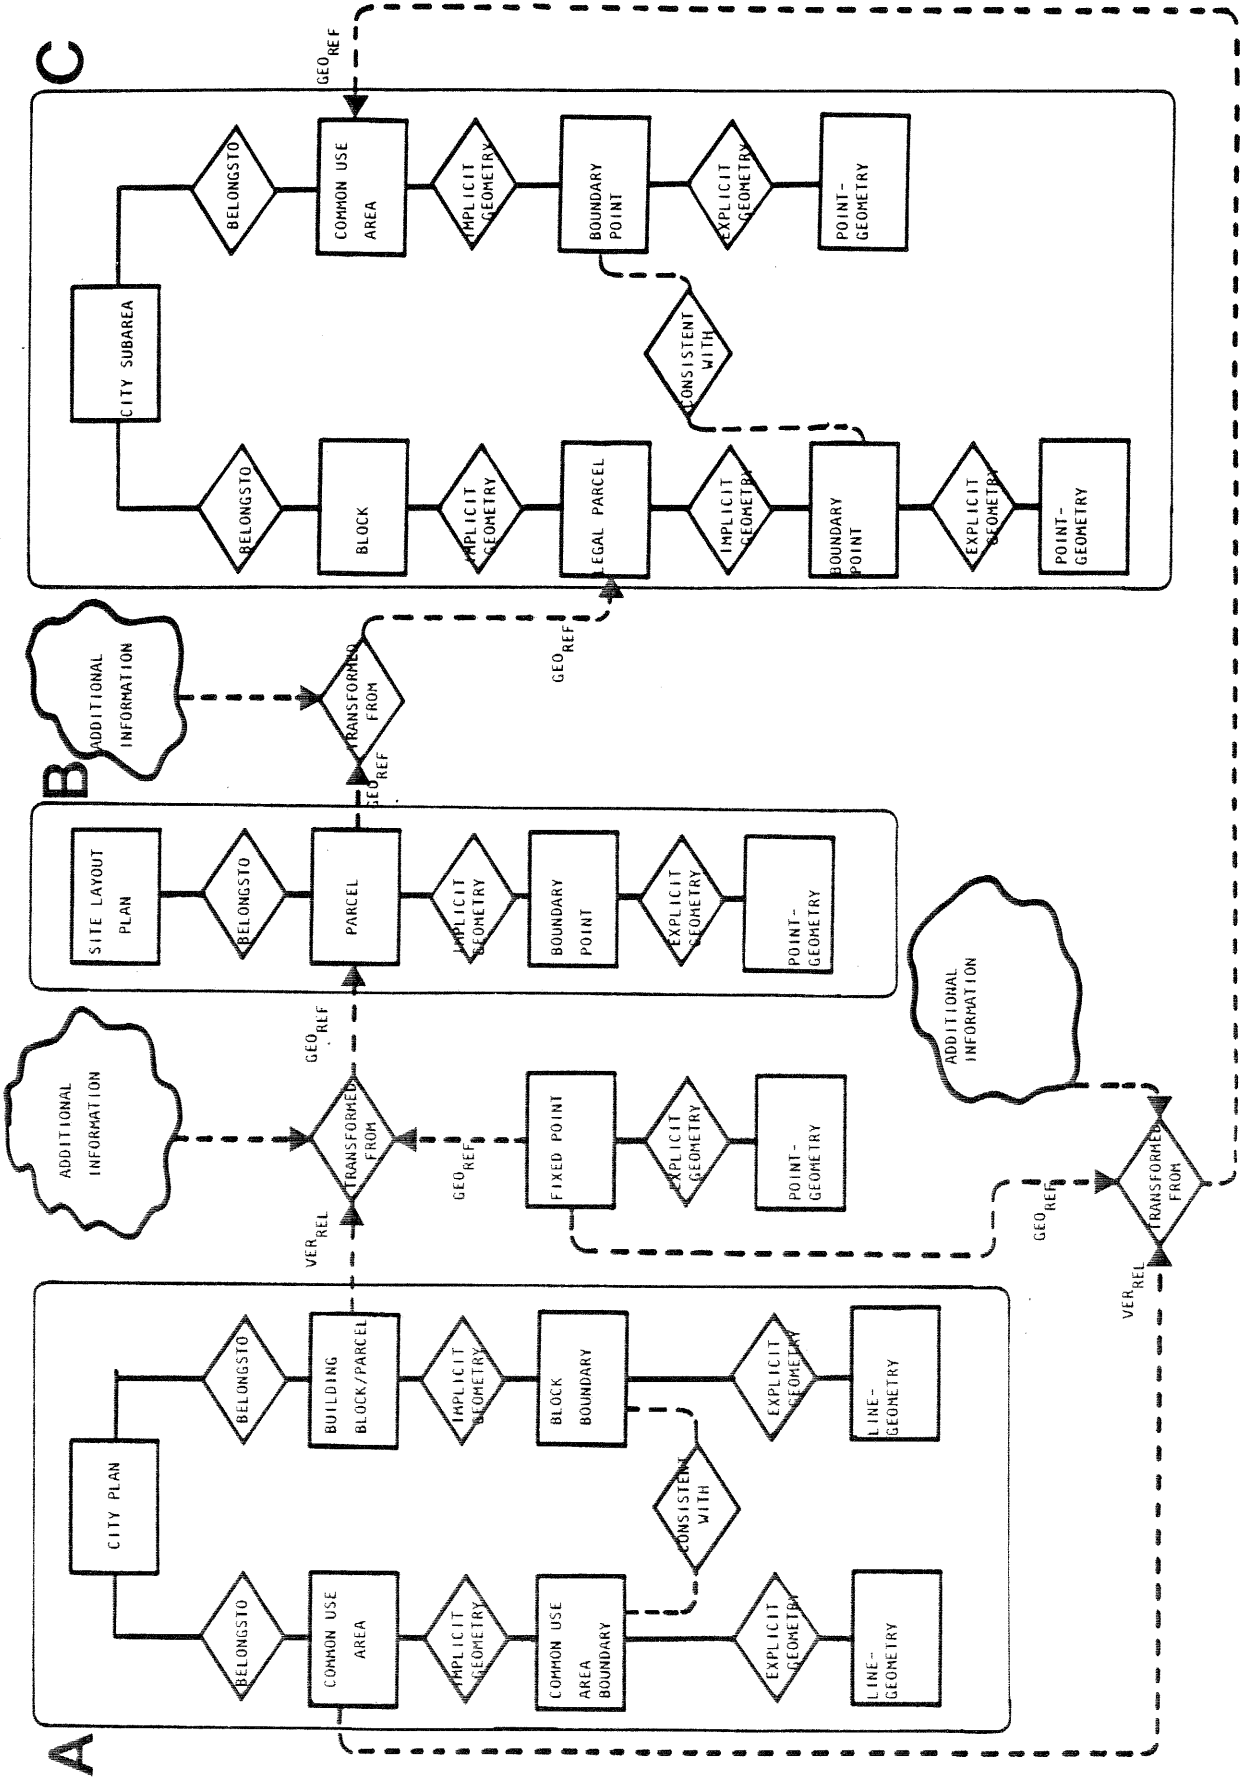 A
CITY PLAN
BELONGSTO
COMMON USE
AREA
IMPLICIT
GEOMETRY
COMMON USE
AREA
BOUNDARY
EXPLICIT
GEOMETRY
LINE-
GEOMETRY
CONSISTENT
WITH
BELONGSTO
BUILDING
BLOCK/PARCEL
IMPLICIT
GEOMETRY
BLOCK
BOUNDARY
EXPLICIT
GEOMETRY
LINE-
GEOMETRY
VER REL
VER REL
ADDITIONAL
INFORMATION
TRANSFORMED
FROM
GEO REF
GEO REF
FIXED POINT
EXPLICIT
GEOMETRY
POINT-
GEOMETRY
GEO REF
TRANSFORMED
FROM
ADDITIONAL
INFORMATION
B
SITE LAYOUT
PLAN
BELONGSTO
PARCEL
IMPLICIT
GEOMETRY
BOUNDARY
POINT
EXPLICIT
GEOMETRY
POINT-
GEOMETRY
GEO REF
ADDITIONAL
INFORMATION
TRANSFORMED
FROM
GEO REF
C
CITY SUBAREA
BELONGSTO
BLOCK
IMPLICIT
GEOMETRY
LEGAL PARCEL
IMPLICIT
GEOMETRY
BOUNDARY
POINT
EXPLICIT
GEOMETRY
POINT-
GEOMETRY
CONSISTENT
WITH
BELONGSTO
COMMON USE
AREA
IMPLICIT
GEOMETRY
BOUNDARY
POINT
EXPLICIT
GEOMETRY
POINT-
GEOMETRY
GEO REF